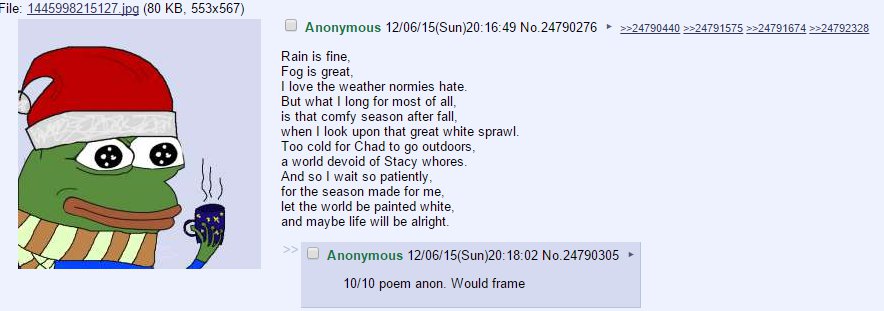 File: 1445998215127.jpg (80 KB, 553x567)
Anonymous 12/06/15(Sun)20:16:49 No.24790276 ▸ >>24790440 >>24791575 >>24791674 >>24792328
Rain is fine,
Fog is great,
I love the weather normies hate.
But what I long for most of all,
is that comfy season after fall,
when I look upon that great white sprawl.
Too cold for Chad to go outdoors,
a world devoid of Stacy whores.
And so I wait so patiently,
for the season made for me,
let the world be painted white,
and maybe life will be alright.
>> Anonymous 12/06/15(Sun)20:18:02 No.24790305 ▸
10/10 poem anon. Would frame